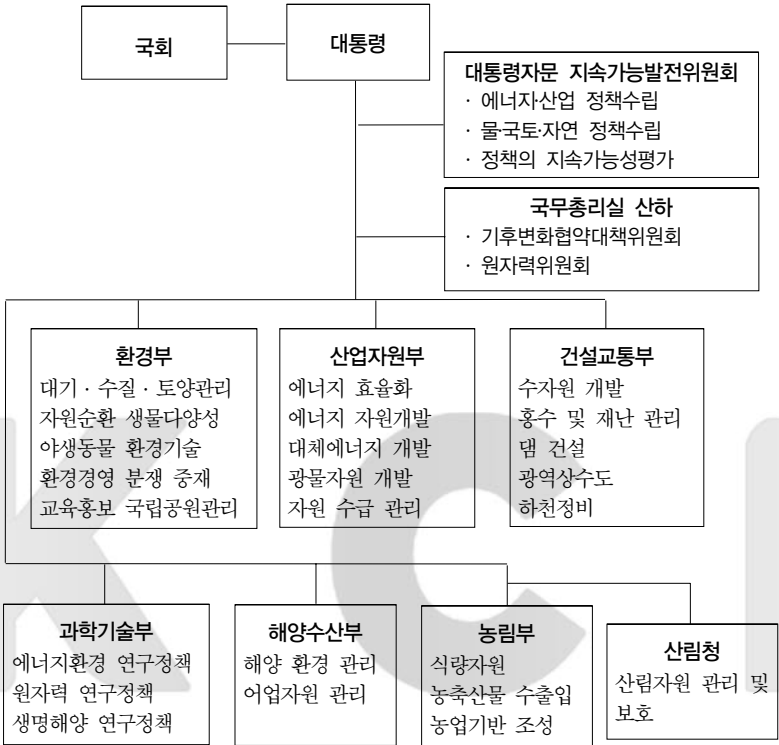 국회
대통령
대통령자문 지속가능발전위원회
· 에너지·산업 정책수립
· 물·국토·자연 정책수립
· 정책의 지속가능성평가
국무총리실 산하
· 기후변화협약대책위원회
· 원자력위원회
환경부
대기 · 수질 · 토양관리
자원순환 생물다양성
야생동물 환경기술
환경경영 분쟁 중재
교육홍보 국립공원관리
산업자원부
에너지 효율화
에너지 자원개발
대체에너지 개발
광물자원 개발
자원 수급 관리
건설교통부
수자원 개발
홍수 및 재난 관리
댐 건설
광역상수도
하천정비
과학기술부
에너지환경 연구정책
원자력 연구정책
생명해양 연구정책
해양수산부
해양 환경 관리
어업자원 관리
농림부
식량자원
농축산물 수출입
농업기반 조성
산림청
산림자원 관리 및
보호